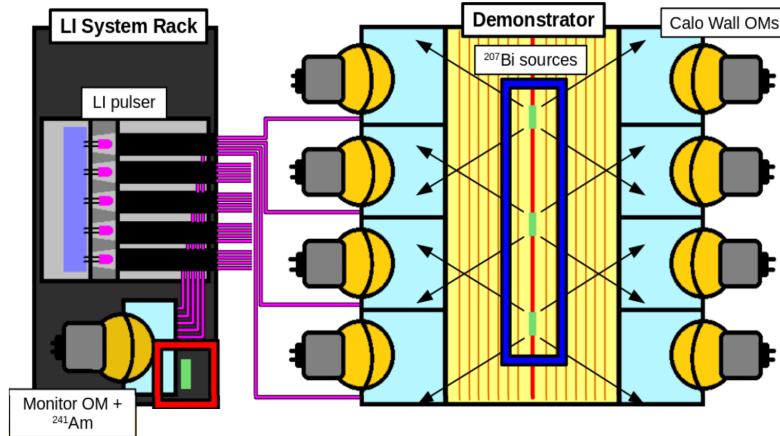 LI System Rack
Demonstrator
Calo Wall OMs
²⁰⁷Bi sources
LI pulser
Monitor OM +
²⁴¹Am